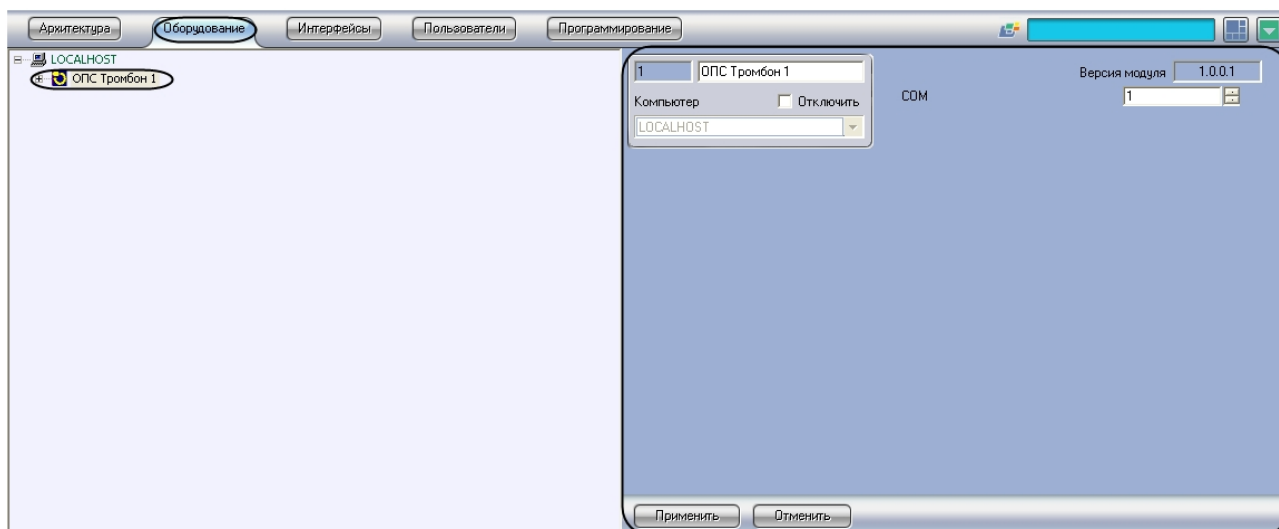 Архитектура Оборудование Интерфейсы Пользователи Программирование
LOCALHOST
ОПС Тромбон 1
1 ОПС Тромбон 1
Версия модуля 1.0.0.1
Компьютер Отключить
COM 1
LOCALHOST
Применить Отменить